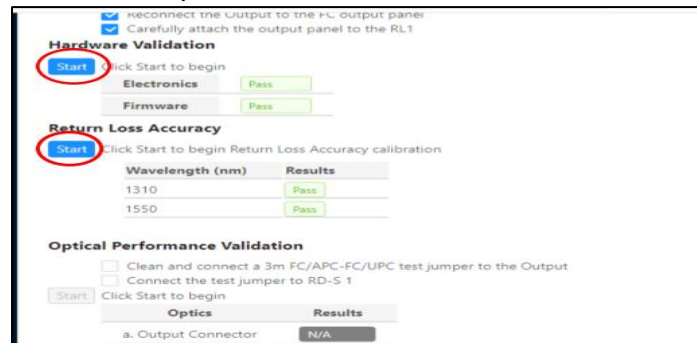 Reconnect the Output to the FC output panel
Carefully attach the output panel to the RL1
Hardware Validation
Start Click Start to begin
Electronics Pass
Firmware Pass
Return Loss Accuracy
Start Click Start to begin Return Loss Accuracy calibration
Wavelength (nm) Results
1310 Pass
1550 Pass
Optical Performance Validation
Clean and connect a 3m FC/APC-FC/UPC test jumper to the Output
Connect the test jumper to RD-S 1
Start Click Start to begin
Optics Results
a. Output Connector N/A